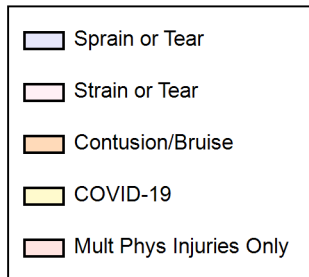 Sprain or Tear
Strain or Tear
Contusion/Bruise
COVID-19
Mult Phys Injuries Only